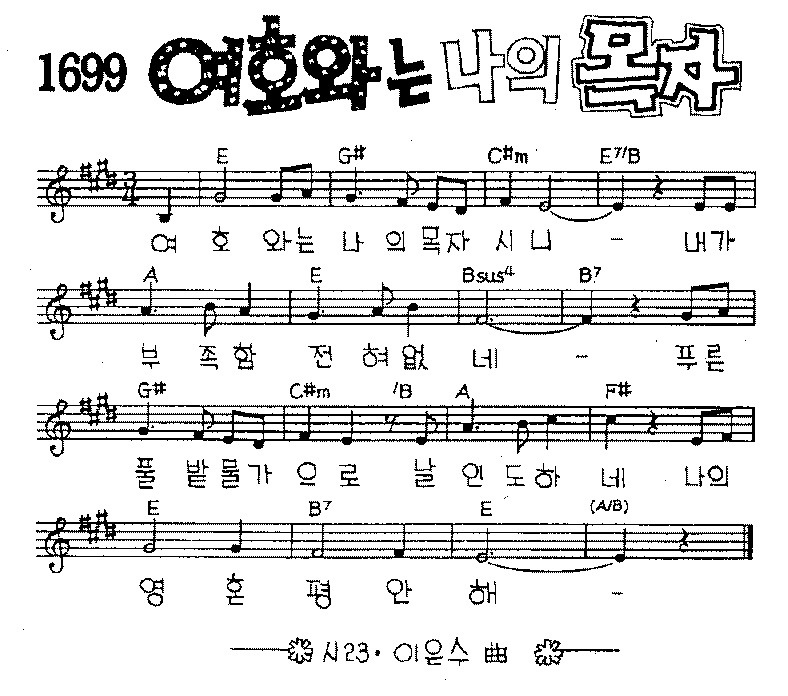 1699 여호와는 나의 목자
E G# C#m E7/B
3/4
여 호 와는 나 의목자 시 니 - 내가
A E Bsus4 B7
부 족함 전 혀없 네 - 푸른
G# C#m /B A F#
풀 밭물가 으 로 날 인 도하 네 나의
E B7 E (A/B)
영 혼 평 안 해 -
시23· 이은수 曲